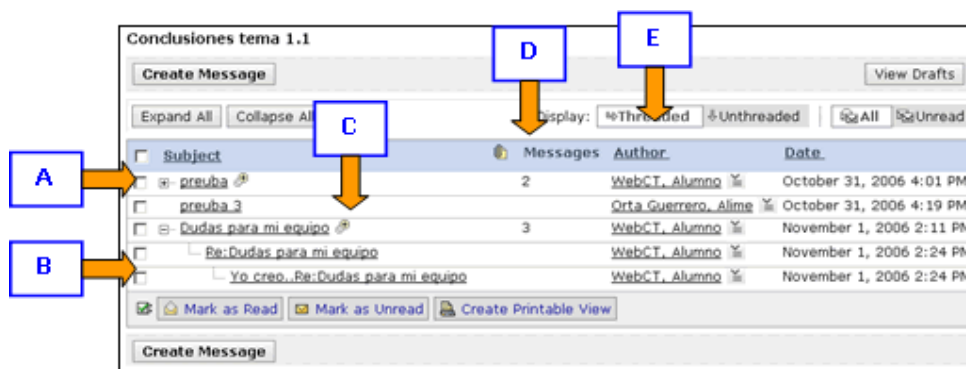 Conclusiones tema 1.1
D
E
Create Message
View Drafts
Expand All
Collapse All
C
Display:
Threaded
Unthreaded
All
Unread
Subject
Messages
Author
Date
A
preuba
2
WebCT, Alumno
October 31, 2006 4:01 PM
preuba 3
Orta Guerrero, Alime
October 31, 2006 4:19 PM
Dudas para mi equipo
3
WebCT, Alumno
November 1, 2006 2:11 PM
B
Re:Dudas para mi equipo
WebCT, Alumno
November 1, 2006 2:24 PM
Yo creo..Re:Dudas para mi equipo
WebCT, Alumno
November 1, 2006 2:24 PM
Mark as Read
Mark as Unread
Create Printable View
Create Message